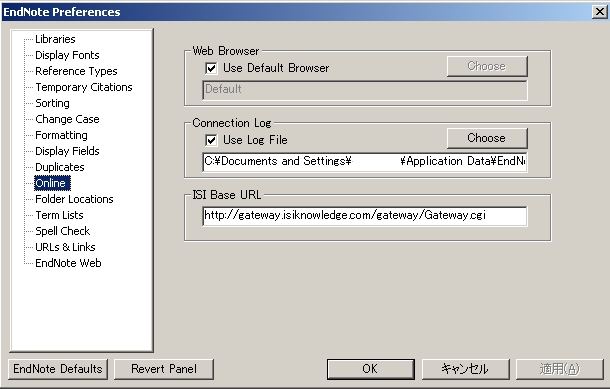 EndNote Preferences
Libraries
Display Fonts
Reference Types
Temporary Citations
Sorting
Change Case
Formatting
Display Fields
Duplicates
Online
Folder Locations
Term Lists
Spell Check
URLs & Links
EndNote Web
Web Browser
Use Default Browser
Choose
Default
Connection Log
Use Log File
Choose
C:¥Documents and Settings¥ ¥Application Data¥EndN
ISI Base URL
http://gateway.isiknowledge.com/gateway/Gateway.cgi
EndNote Defaults
Revert Panel
OK
キャンセル
適用(A)